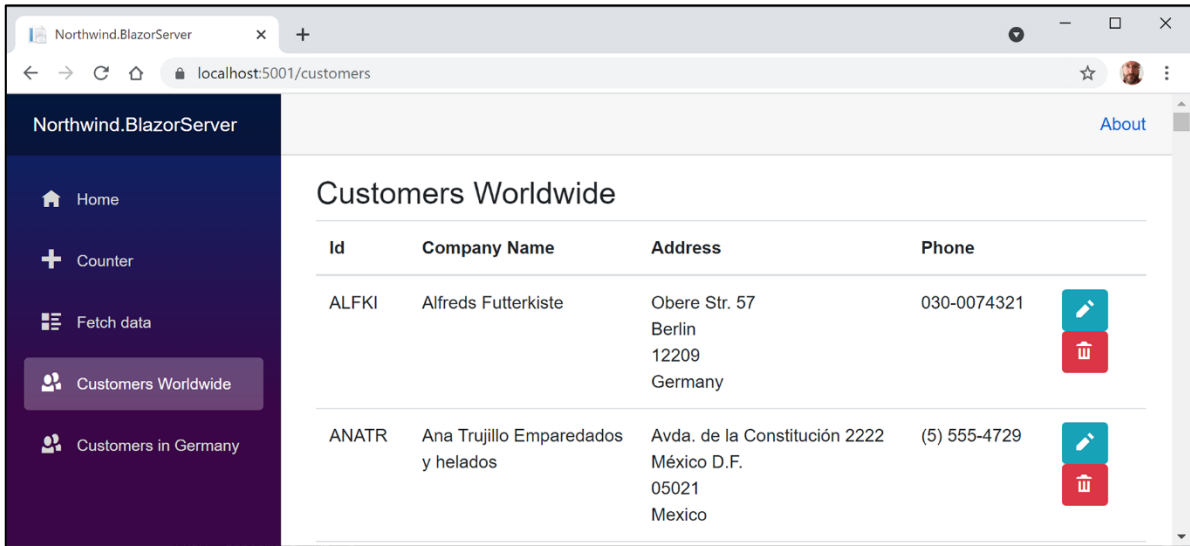 Northwind.BlazorServer
localhost:5001/customers
Northwind.BlazorServer
About
Home
Counter
Fetch data
Customers Worldwide
Customers in Germany
Customers Worldwide
Id Company Name Address Phone
ALFKI Alfreds Futterkiste Obere Str. 57 030-0074321
Berlin
12209
Germany
ANATR Ana Trujillo Emparedados Avda. de la Constitución 2222 (5) 555-4729
y helados México D.F.
05021
Mexico